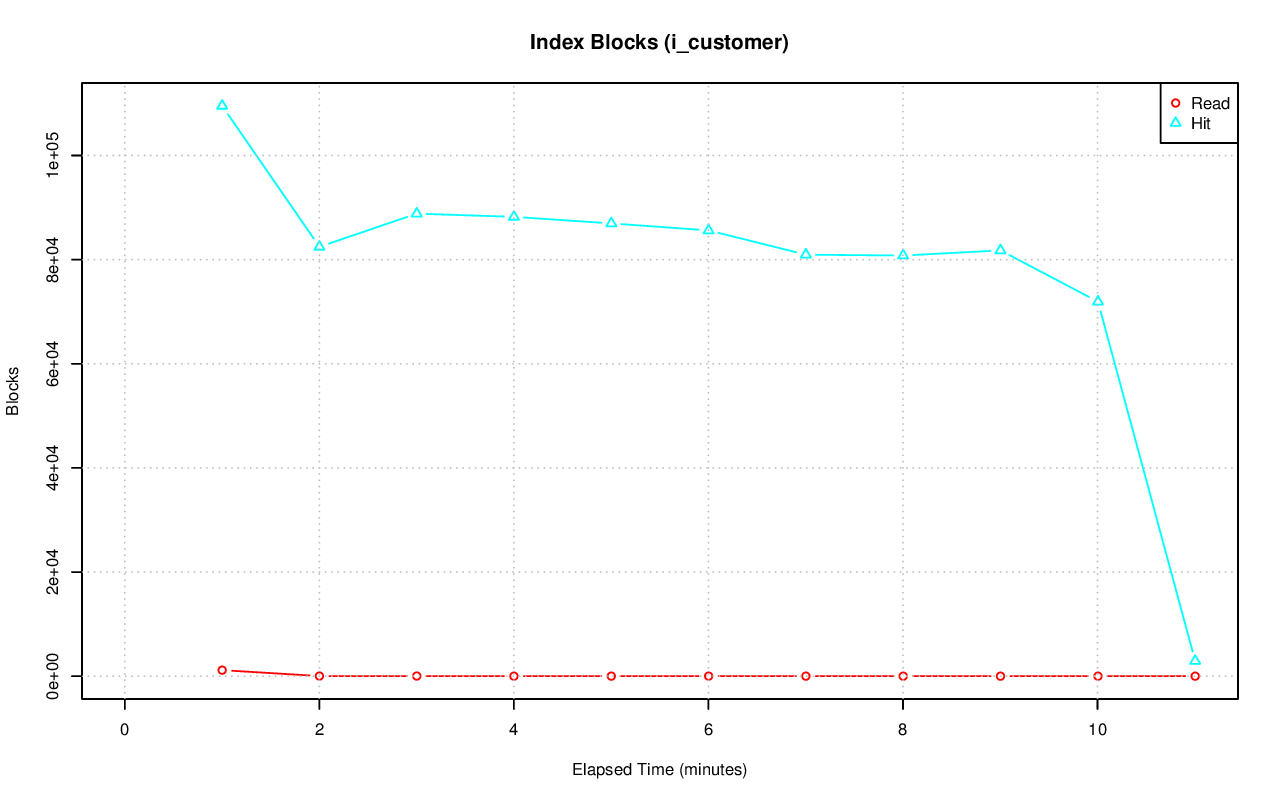 Index Blocks (i_customer)
Read
Hit
Blocks
0e+00
2e+04
4e+04
6e+04
8e+04
1e+05
0
2
4
6
8
10
Elapsed Time (minutes)